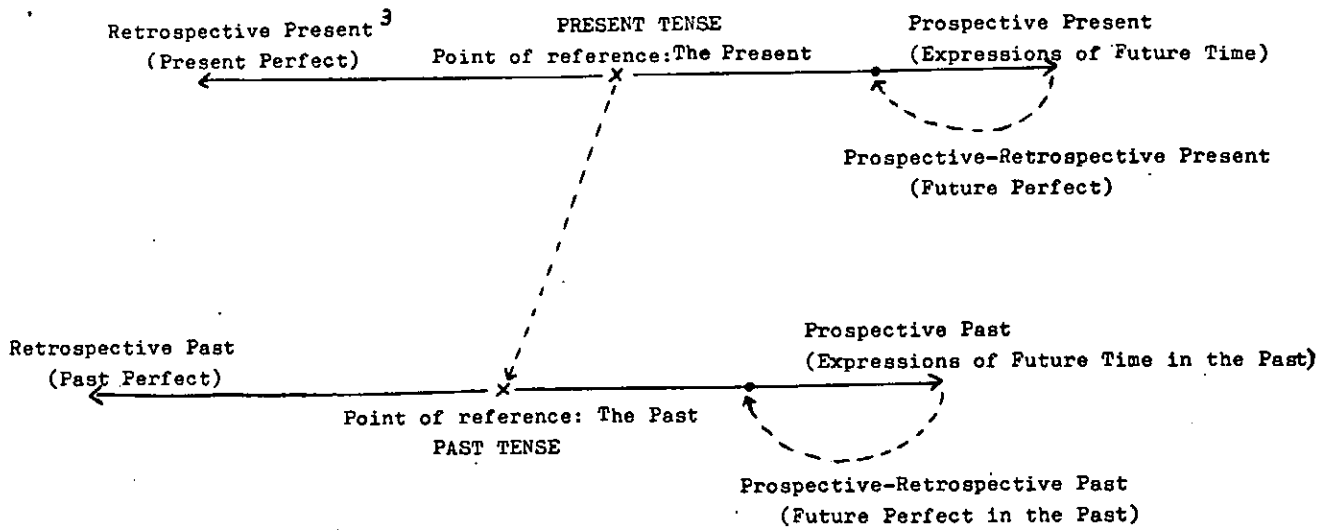 Retrospective Present 3
(Present Perfect)
PRESENT TENSE
Point of reference: The Present
Prospective Present
(Expressions of Future Time)
Prospective-Retrospective Present
(Future Perfect)
Retrospective Past
(Past Perfect)
Point of reference: The Past
PAST TENSE
Prospective Past
(Expressions of Future Time in the Past)
Prospective-Retrospective Past
(Future Perfect in the Past)